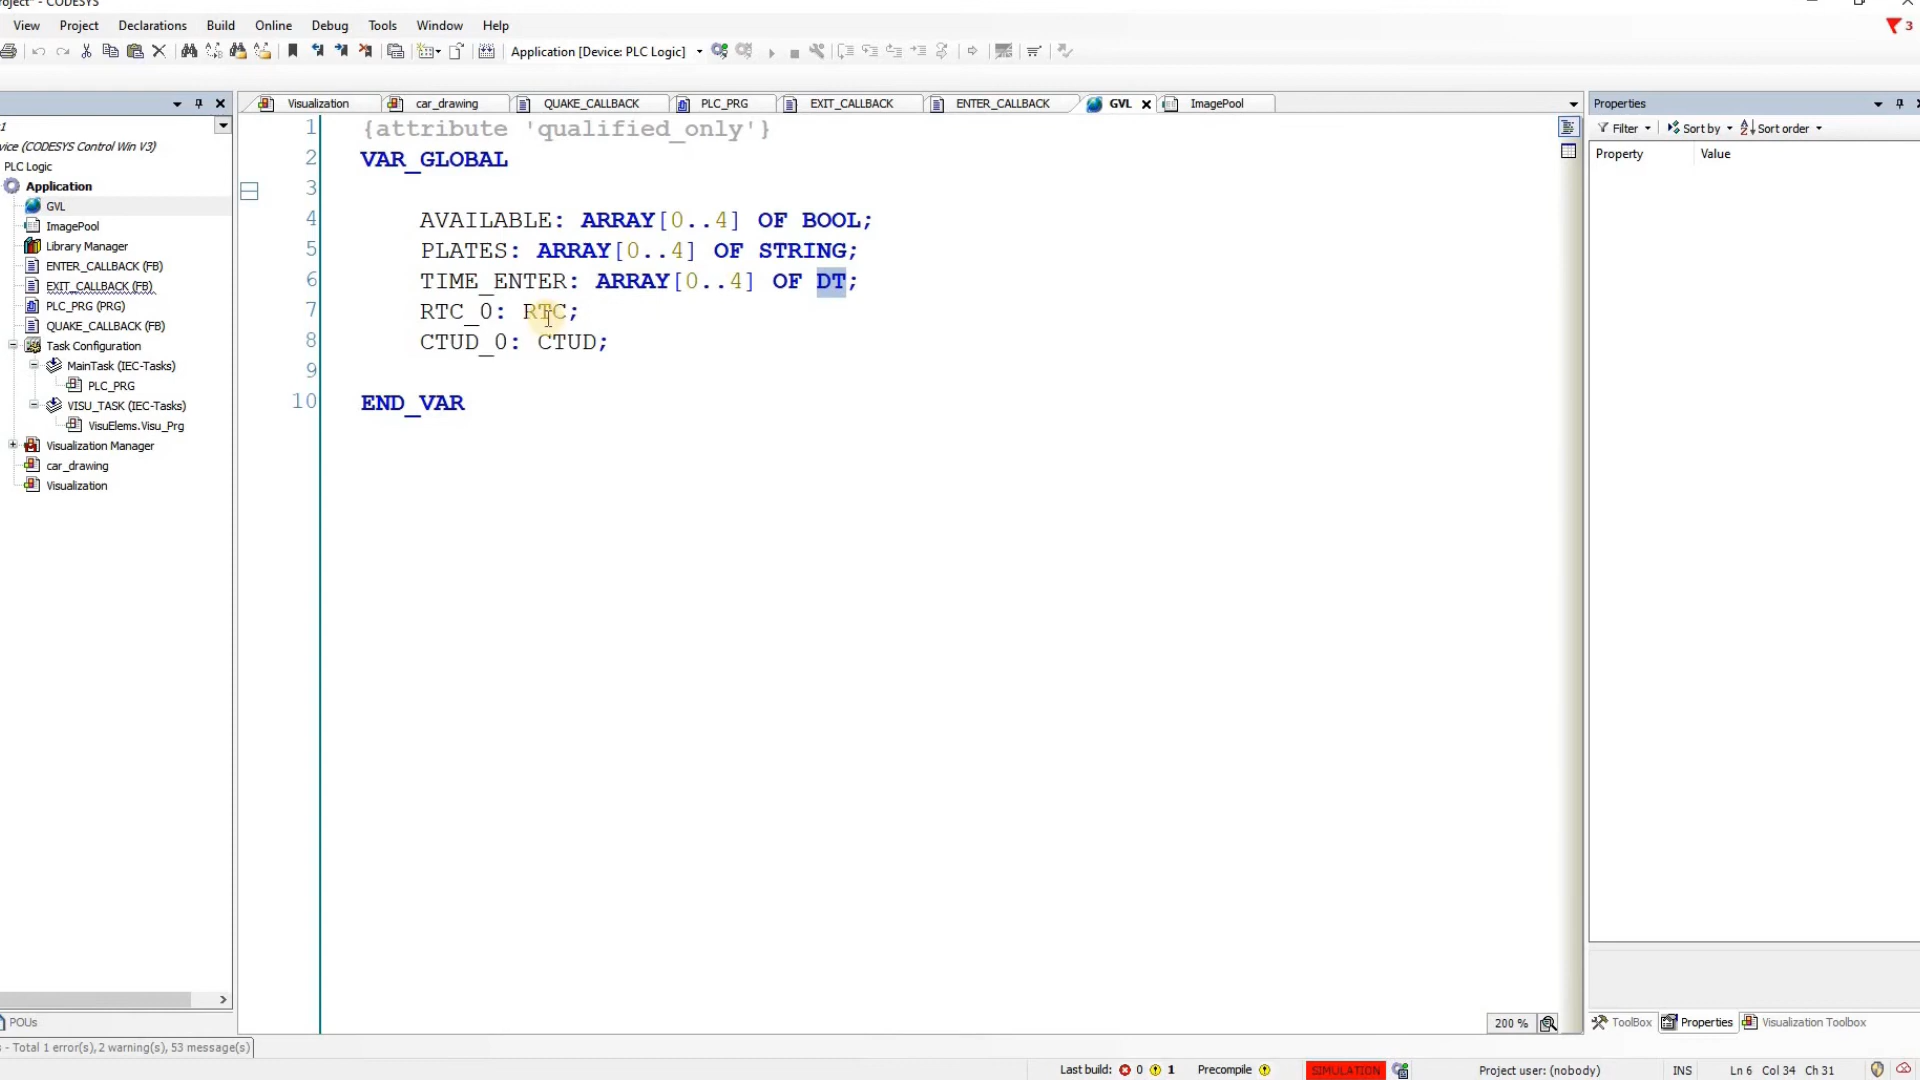 roject* - CODESYS
View Project Declarations Build Online Debug Tools Window Help
3
Application [Device: PLC Logic]
Visualization car_drawing QUAKE_CALLBACK PLC_PRG EXIT_CALLBACK ENTER_CALLBACK GVL ImagePool
Properties
Filter Sort by Sort order
Property Value
1
vice (CODESYS Control Win V3)
PLC Logic
Application
GVL
ImagePool
Library Manager
ENTER_CALLBACK (FB)
EXIT_CALLBACK (FB)
PLC_PRG (PRG)
QUAKE_CALLBACK (FB)
Task Configuration
MainTask (IEC-Tasks)
PLC_PRG
VISU_TASK (IEC-Tasks)
VisuElems.Visu_Prg
Visualization Manager
car_drawing
Visualization
POUs
1 {attribute 'qualified_only'}
2 VAR_GLOBAL
3
4 AVAILABLE: ARRAY[0..4] OF BOOL;
5 PLATES: ARRAY[0..4] OF STRING;
6 TIME_ENTER: ARRAY[0..4] OF DT;
7 RTC_0: RTC;
8 CTUD_0: CTUD;
9
10 END_VAR
200 %
ToolBox Properties Visualization Toolbox
s - Total 1 error(s), 2 warning(s), 53 message(s)
Last build: 0 1 Precompile SIMULATION Project user: (nobody) INS Ln 6 Col 34 Ch 31